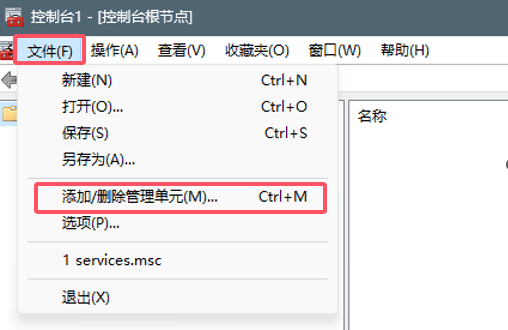 控制台1 - [控制台根节点]
文件(F) 操作(A) 查看(V) 收藏夹(O) 窗口(W) 帮助(H)
新建(N) Ctrl+N
打开(O)... Ctrl+O
保存(S) Ctrl+S
另存为(A)...
添加/删除管理单元(M)... Ctrl+M
选项(P)...
1 services.msc
退出(X)
名称